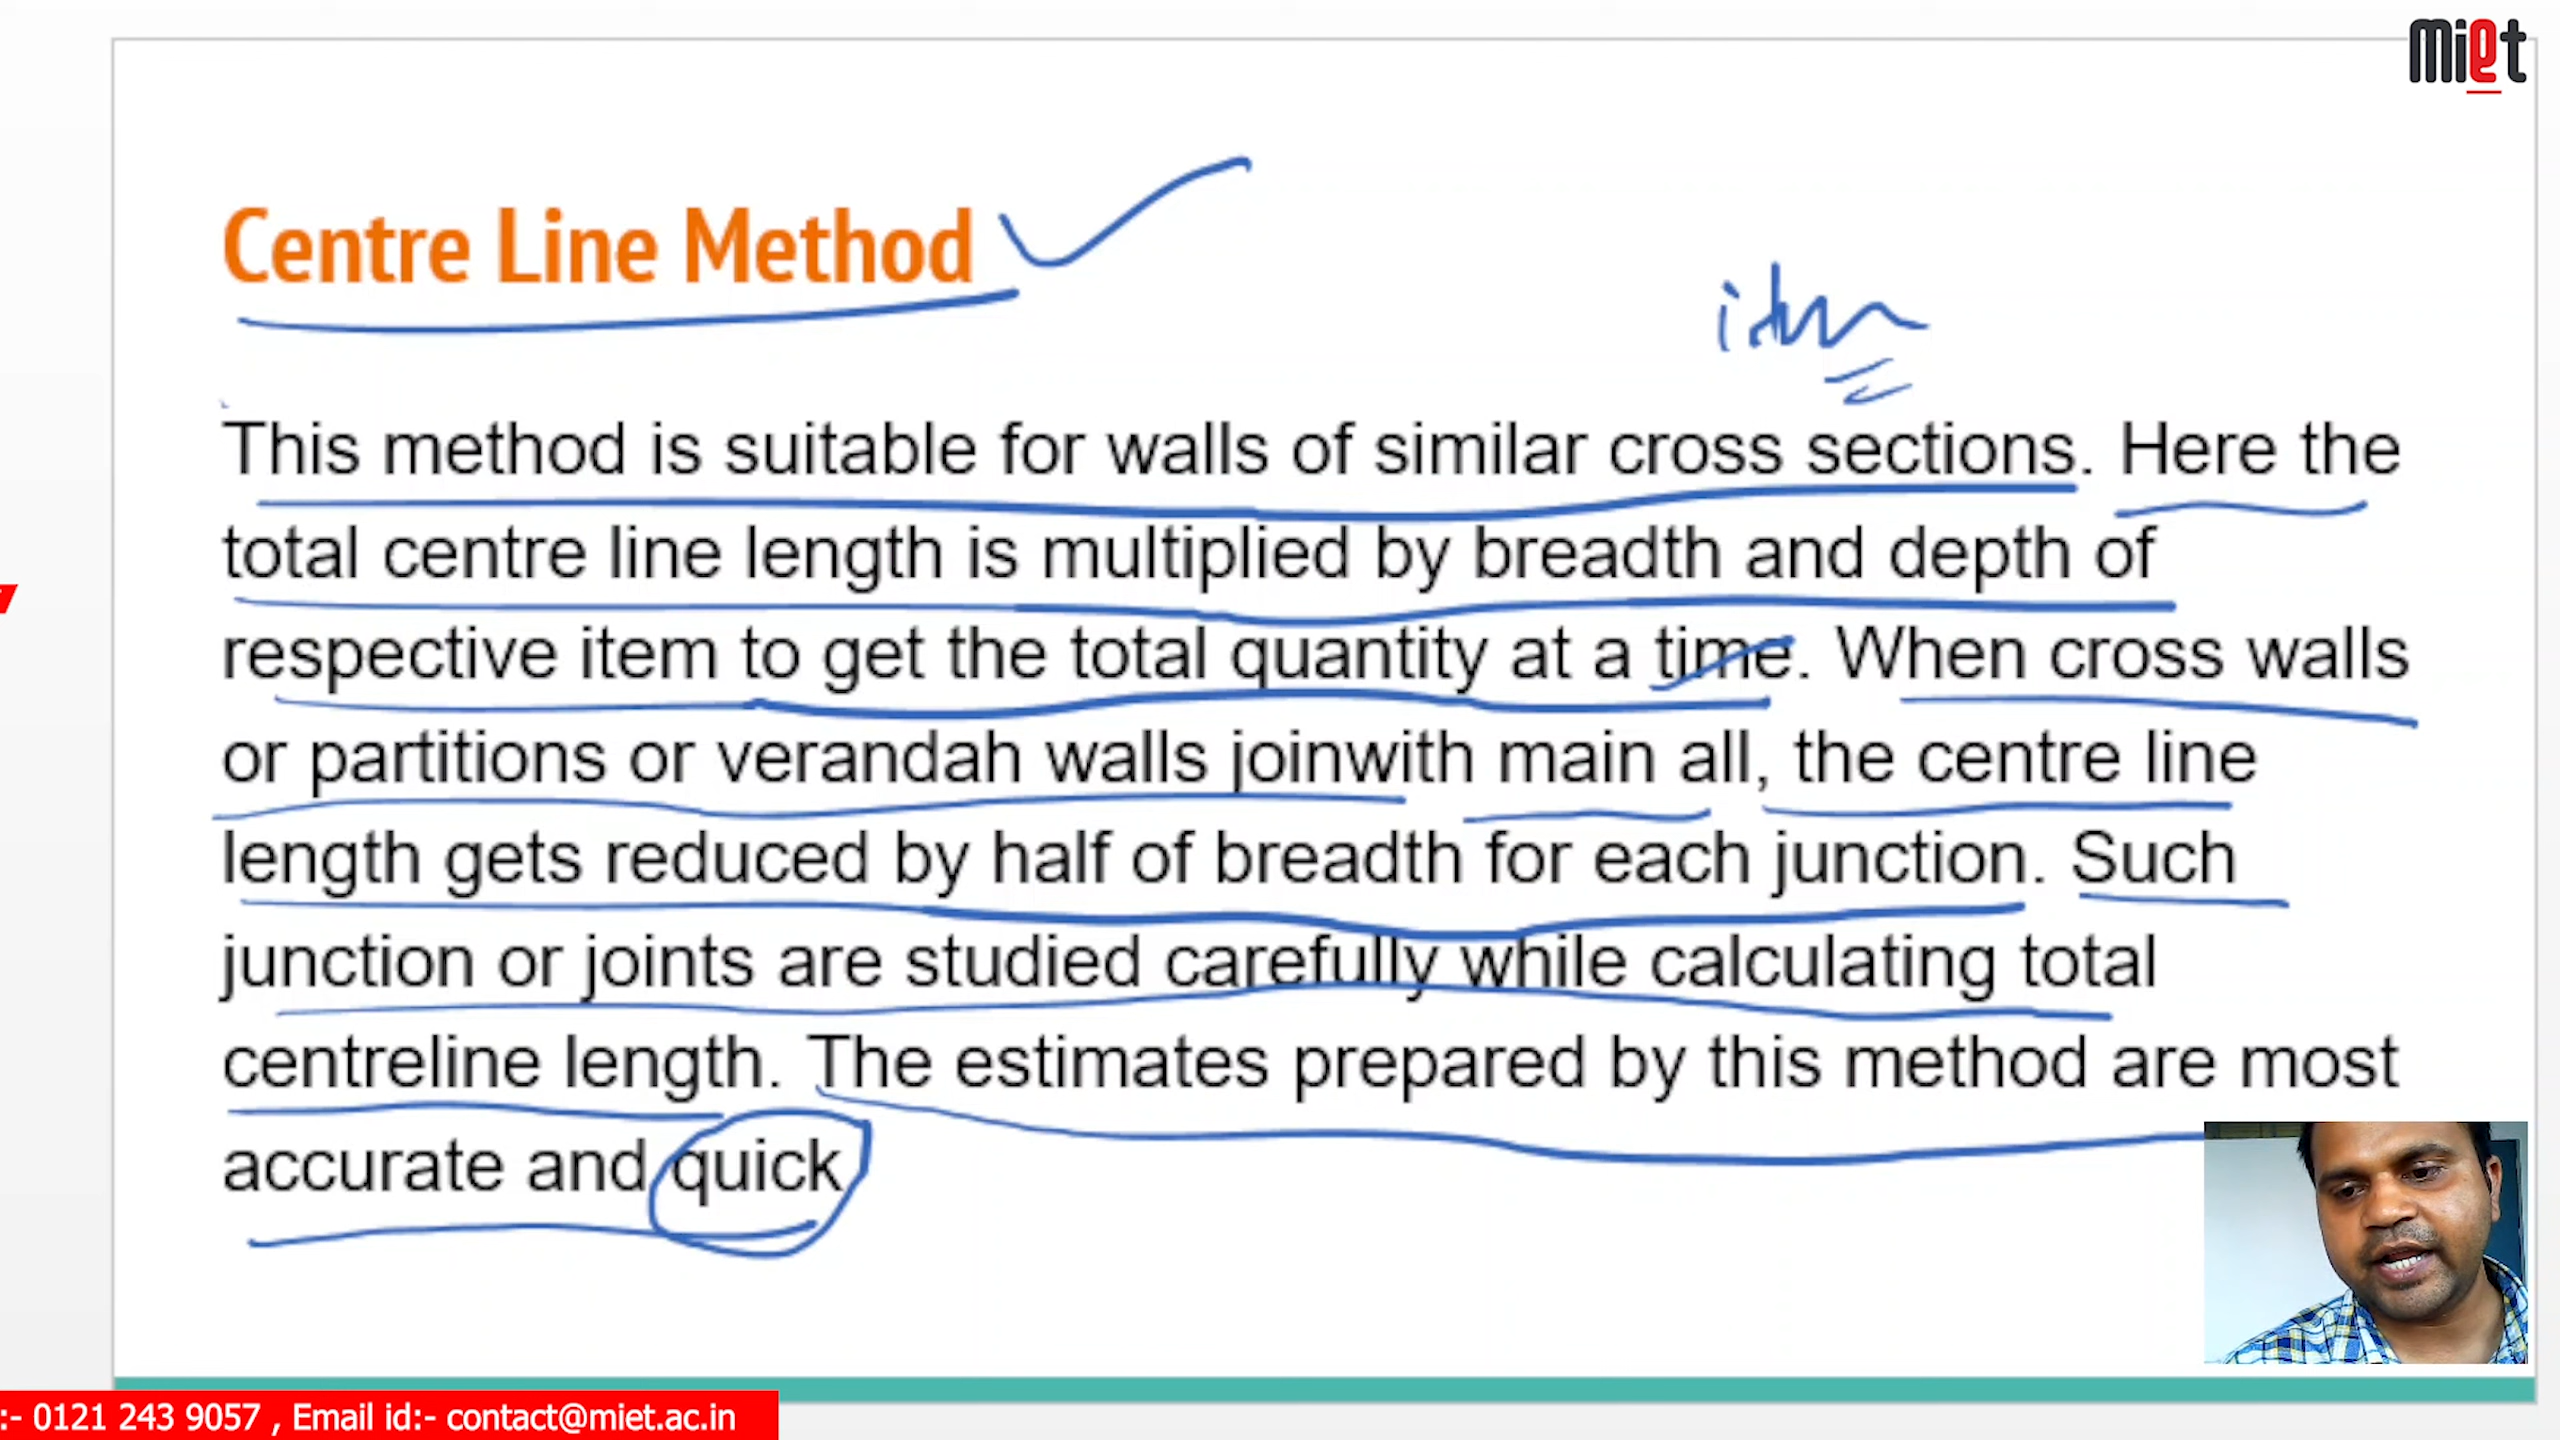 miet
Centre Line Method
This method is suitable for walls of similar cross sections. Here the
total centre line length is multiplied by breadth and depth of
respective item to get the total quantity at a time. When cross walls
or partitions or verandah walls joinwith main all, the centre line
length gets reduced by half of breadth for each junction. Such
junction or joints are studied carefully while calculating total
centreline length. The estimates prepared by this method are most
accurate and quick
:- 0121 243 9057 , Email id:- contact@miet.ac.in